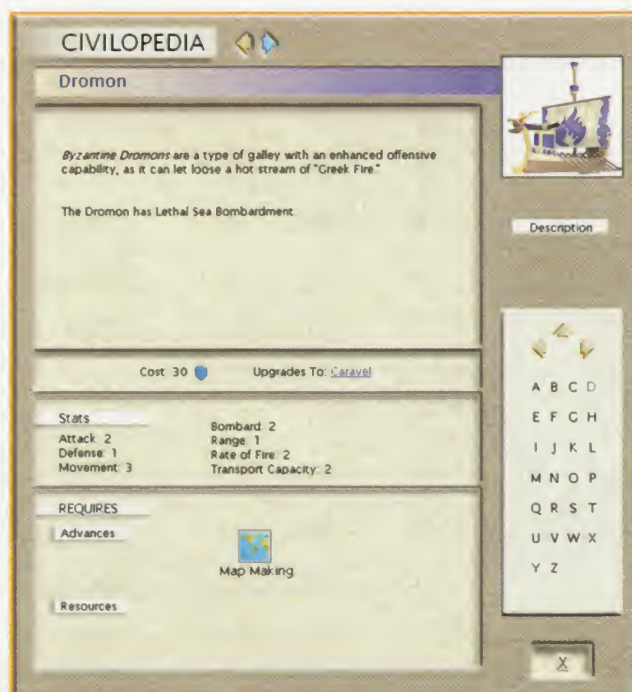 CIVILOPEDIA
Dromon
Byzantine Dromons are a type of galley with an enhanced offensive
capability, as it can let loose a hot stream of "Greek Fire."
The Dromon has Lethal Sea Bombardment.
Description
Cost: 30 Upgrades To: Caravel
Stats
Attack: 2
Defense: 1
Movement: 3
Bombard: 2
Range: 1
Rate of Fire: 2
Transport Capacity: 2
REQUIRES
Advances
Map Making
Resources
A B C D
E F G H
I J K L
M N O P
Q R S T
U V W X
Y Z
X